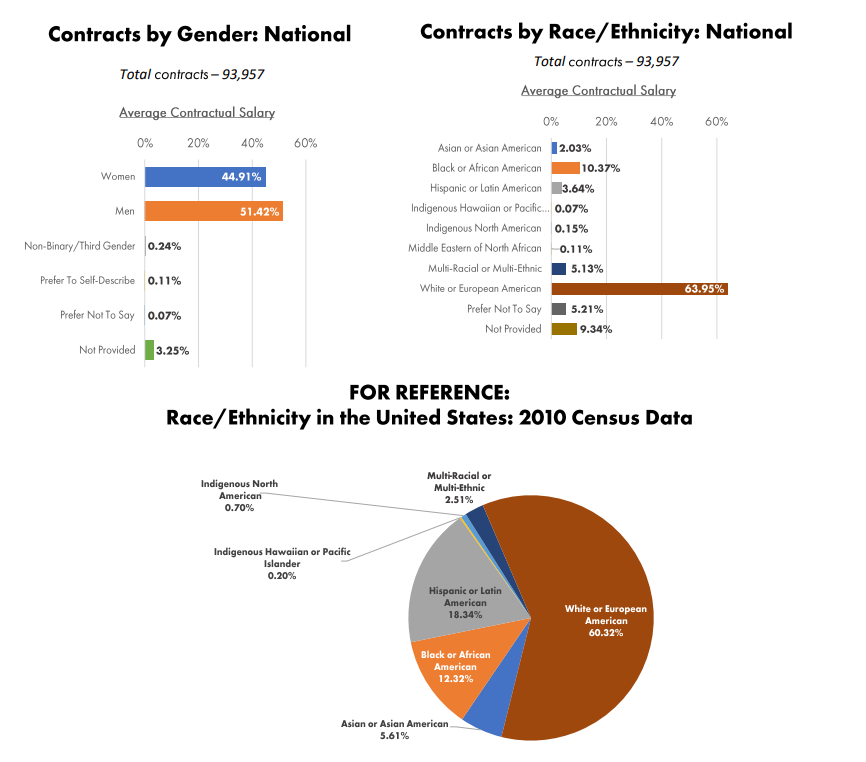 Contracts by Gender: National
Total contracts – 93,957
Average Contractual Salary
0% 20% 40% 60%
Women 44.91%
Men 51.42%
Non-Binary/Third Gender 0.24%
Prefer To Self-Describe 0.11%
Prefer Not To Say 0.07%
Not Provided 3.25%
Contracts by Race/Ethnicity: National
Total contracts – 93,957
Average Contractual Salary
0% 20% 40% 60%
Asian or Asian American 2.03%
Black or African American 10.37%
Hispanic or Latin American 3.64%
Indigenous Hawaiian or Pacific... 0.07%
Indigenous North American 0.15%
Middle Eastern of North African 0.11%
Multi-Racial or Multi-Ethnic 5.13%
White or European American 63.95%
Prefer Not To Say 5.21%
Not Provided 9.34%
FOR REFERENCE:
Race/Ethnicity in the United States: 2010 Census Data
Indigenous North
American
0.70%
Multi-Racial or
Multi-Ethnic
2.51%
Indigenous Hawaiian or Pacific
Islander
0.20%
Hispanic or Latin
American
18.34%
White or European
American
60.32%
Black or African
American
12.32%
Asian or Asian American
5.61%